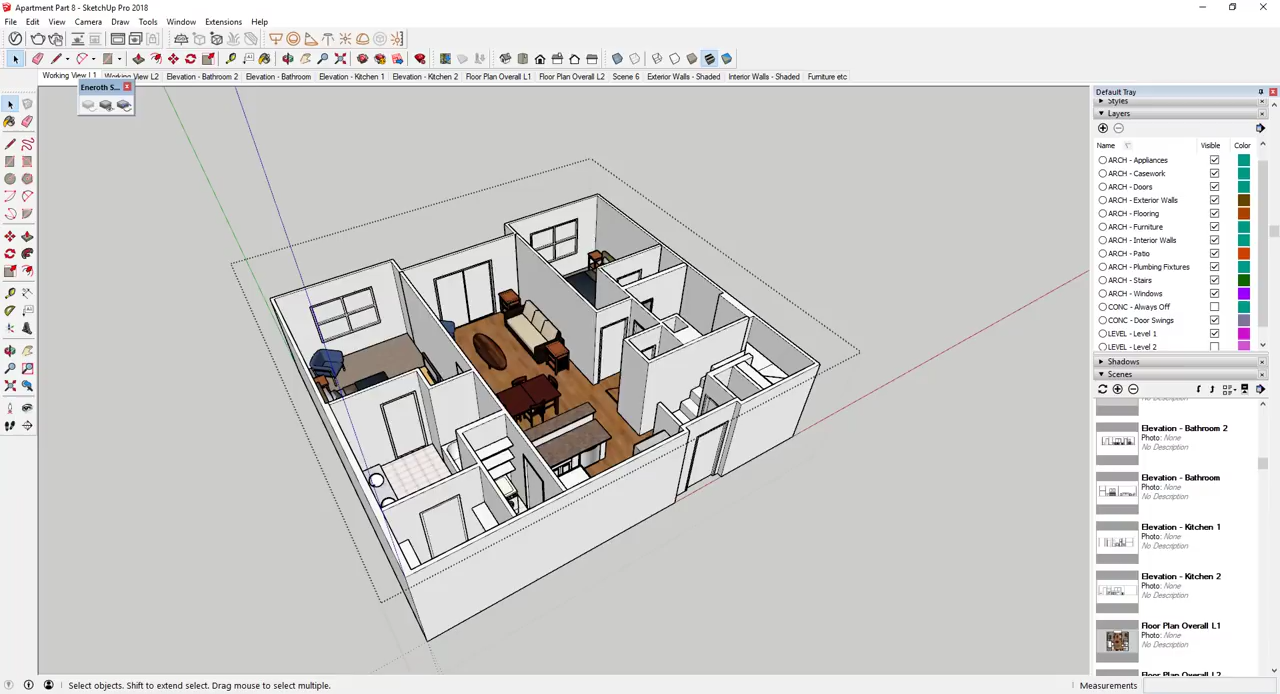 Apartment Part 8 - SketchUp Pro 2018
File Edit View Camera Draw Tools Window Extensions Help
Working View L1 Working View L2 Elevation - Bathroom 2 Elevation - Bathroom Elevation - Kitchen 1 Elevation - Kitchen 2 Floor Plan Overall L1 Floor Plan Overall L2 Scene 6 Exterior Walls - Shaded Interior Walls - Shaded Furniture etc
Eneroth S...
Default Tray
Styles
Layers
Name Visible Color
ARCH - Appliances
ARCH - Casework
ARCH - Doors
ARCH - Exterior Walls
ARCH - Flooring
ARCH - Furniture
ARCH - Interior Walls
ARCH - Patio
ARCH - Plumbing Fixtures
ARCH - Stairs
ARCH - Windows
CONC - Always Off
CONC - Door Swings
LEVEL - Level 1
LEVEL - Level 2
Shadows
Scenes
No Description
Elevation - Bathroom 2
Photo: None
No Description
Elevation - Bathroom
Photo: None
No Description
Elevation - Kitchen 1
Photo: None
No Description
Elevation - Kitchen 2
Photo: None
No Description
Floor Plan Overall L1
Photo: None
No Description
Floor Plan Overall L2
Select objects. Shift to extend select. Drag mouse to select multiple.
Measurements